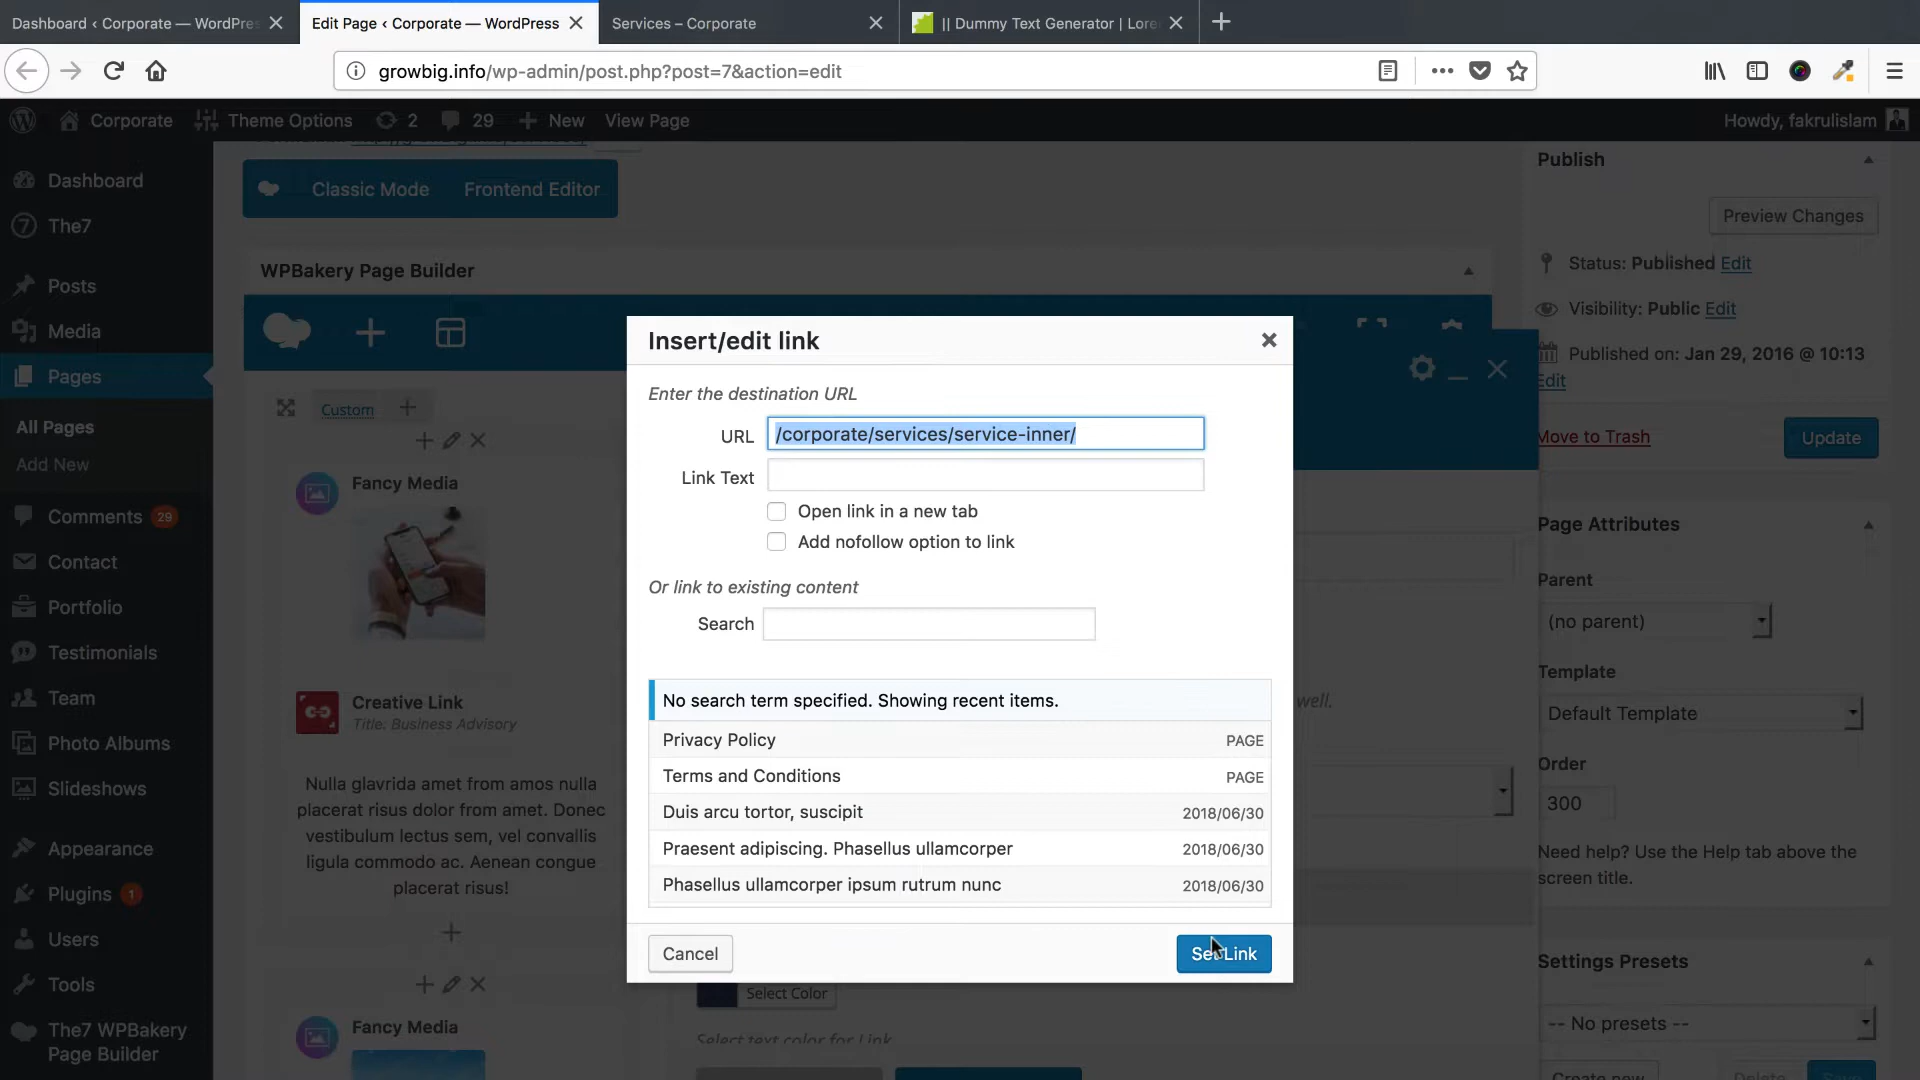 Dashboard ‹ Corporate — WordPres
Edit Page ‹ Corporate — WordPress
Services – Corporate
|| Dummy Text Generator | Lore
growbig.info/wp-admin/post.php?post=7&action=edit
Corporate
Theme Options
2
29
New
View Page
Howdy, fakrulislam
Dashboard
The7
Posts
Media
Pages
All Pages
Add New
Comments 29
Contact
Portfolio
Testimonials
Team
Photo Albums
Slideshows
Appearance
Plugins 1
Users
Tools
The7 WPBakery
Page Builder
Classic Mode
Frontend Editor
WPBakery Page Builder
Custom
Fancy Media
Creative Link
Title: Business Advisory
Nulla glavrida amet from amos nulla
placerat risus dolor from amet. Donec
vestibulum lectus sem, vel convallis
ligula commodo ac. Aenean congue
placerat risus!
Fancy Media
Insert/edit link
Enter the destination URL
URL
/corporate/services/service-inner/
Link Text
Open link in a new tab
Add nofollow option to link
Or link to existing content
Search
No search term specified. Showing recent items.
Privacy Policy PAGE
Terms and Conditions PAGE
Duis arcu tortor, suscipit 2018/06/30
Praesent adipiscing. Phasellus ullamcorper 2018/06/30
Phasellus ullamcorper ipsum rutrum nunc 2018/06/30
Cancel
Set Link
well.
Select Color
Select text color for Link
Publish
Preview Changes
Status: Published Edit
Visibility: Public Edit
Published on: Jan 29, 2016 @ 10:13
Edit
Move to Trash
Update
Page Attributes
Parent
(no parent)
Template
Default Template
Order
300
Need help? Use the Help tab above the
screen title.
Settings Presets
-- No presets --
Create new
Delete
Save